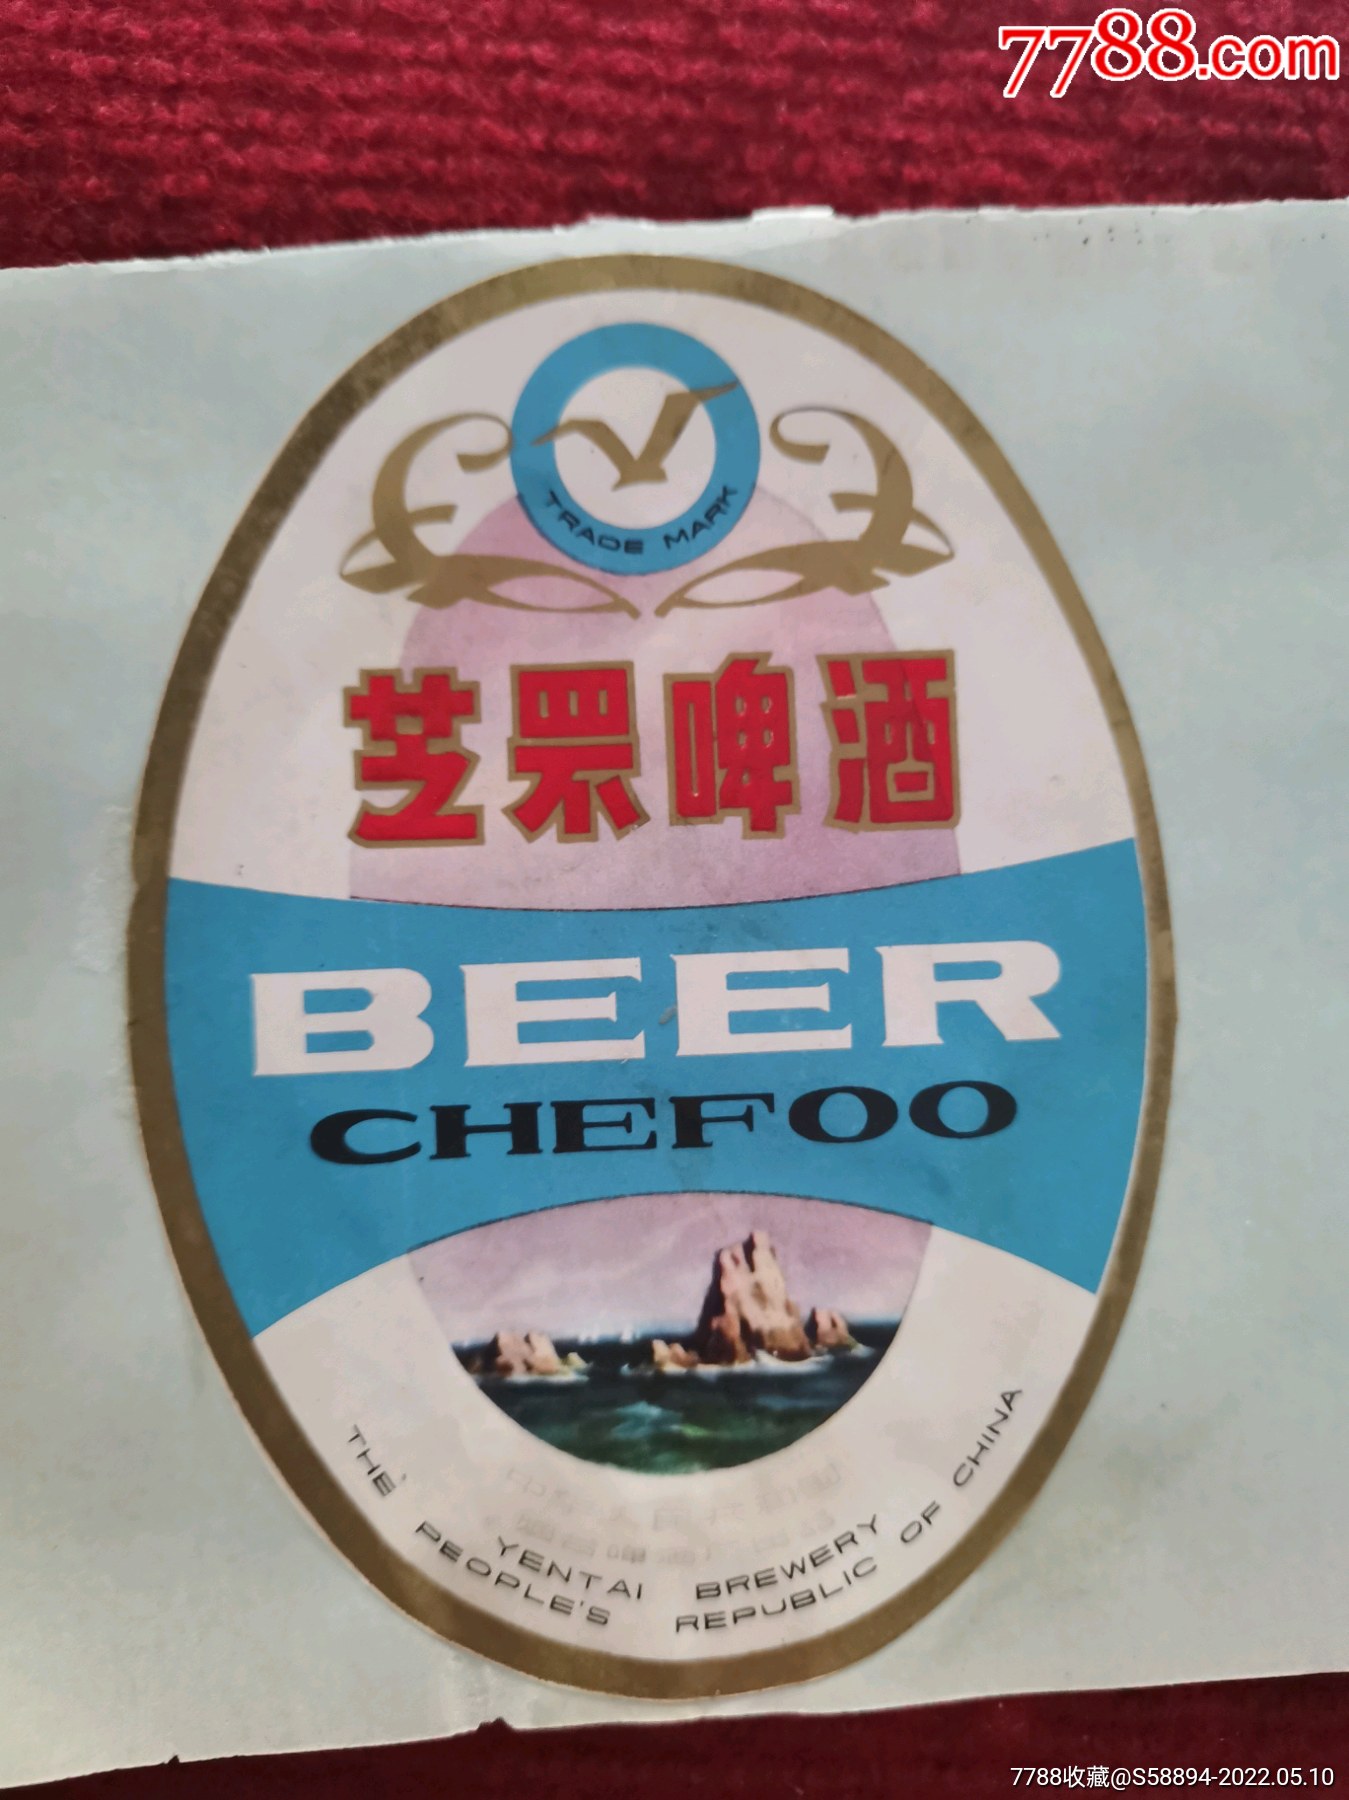 7788.com
TRADE MARK
芝罘啤酒
BEER
CHEFOO
YENTAI BREWERY
THE PEOPLE'S REPUBLIC OF CHINA
7788收藏@S58894-2022.05.10